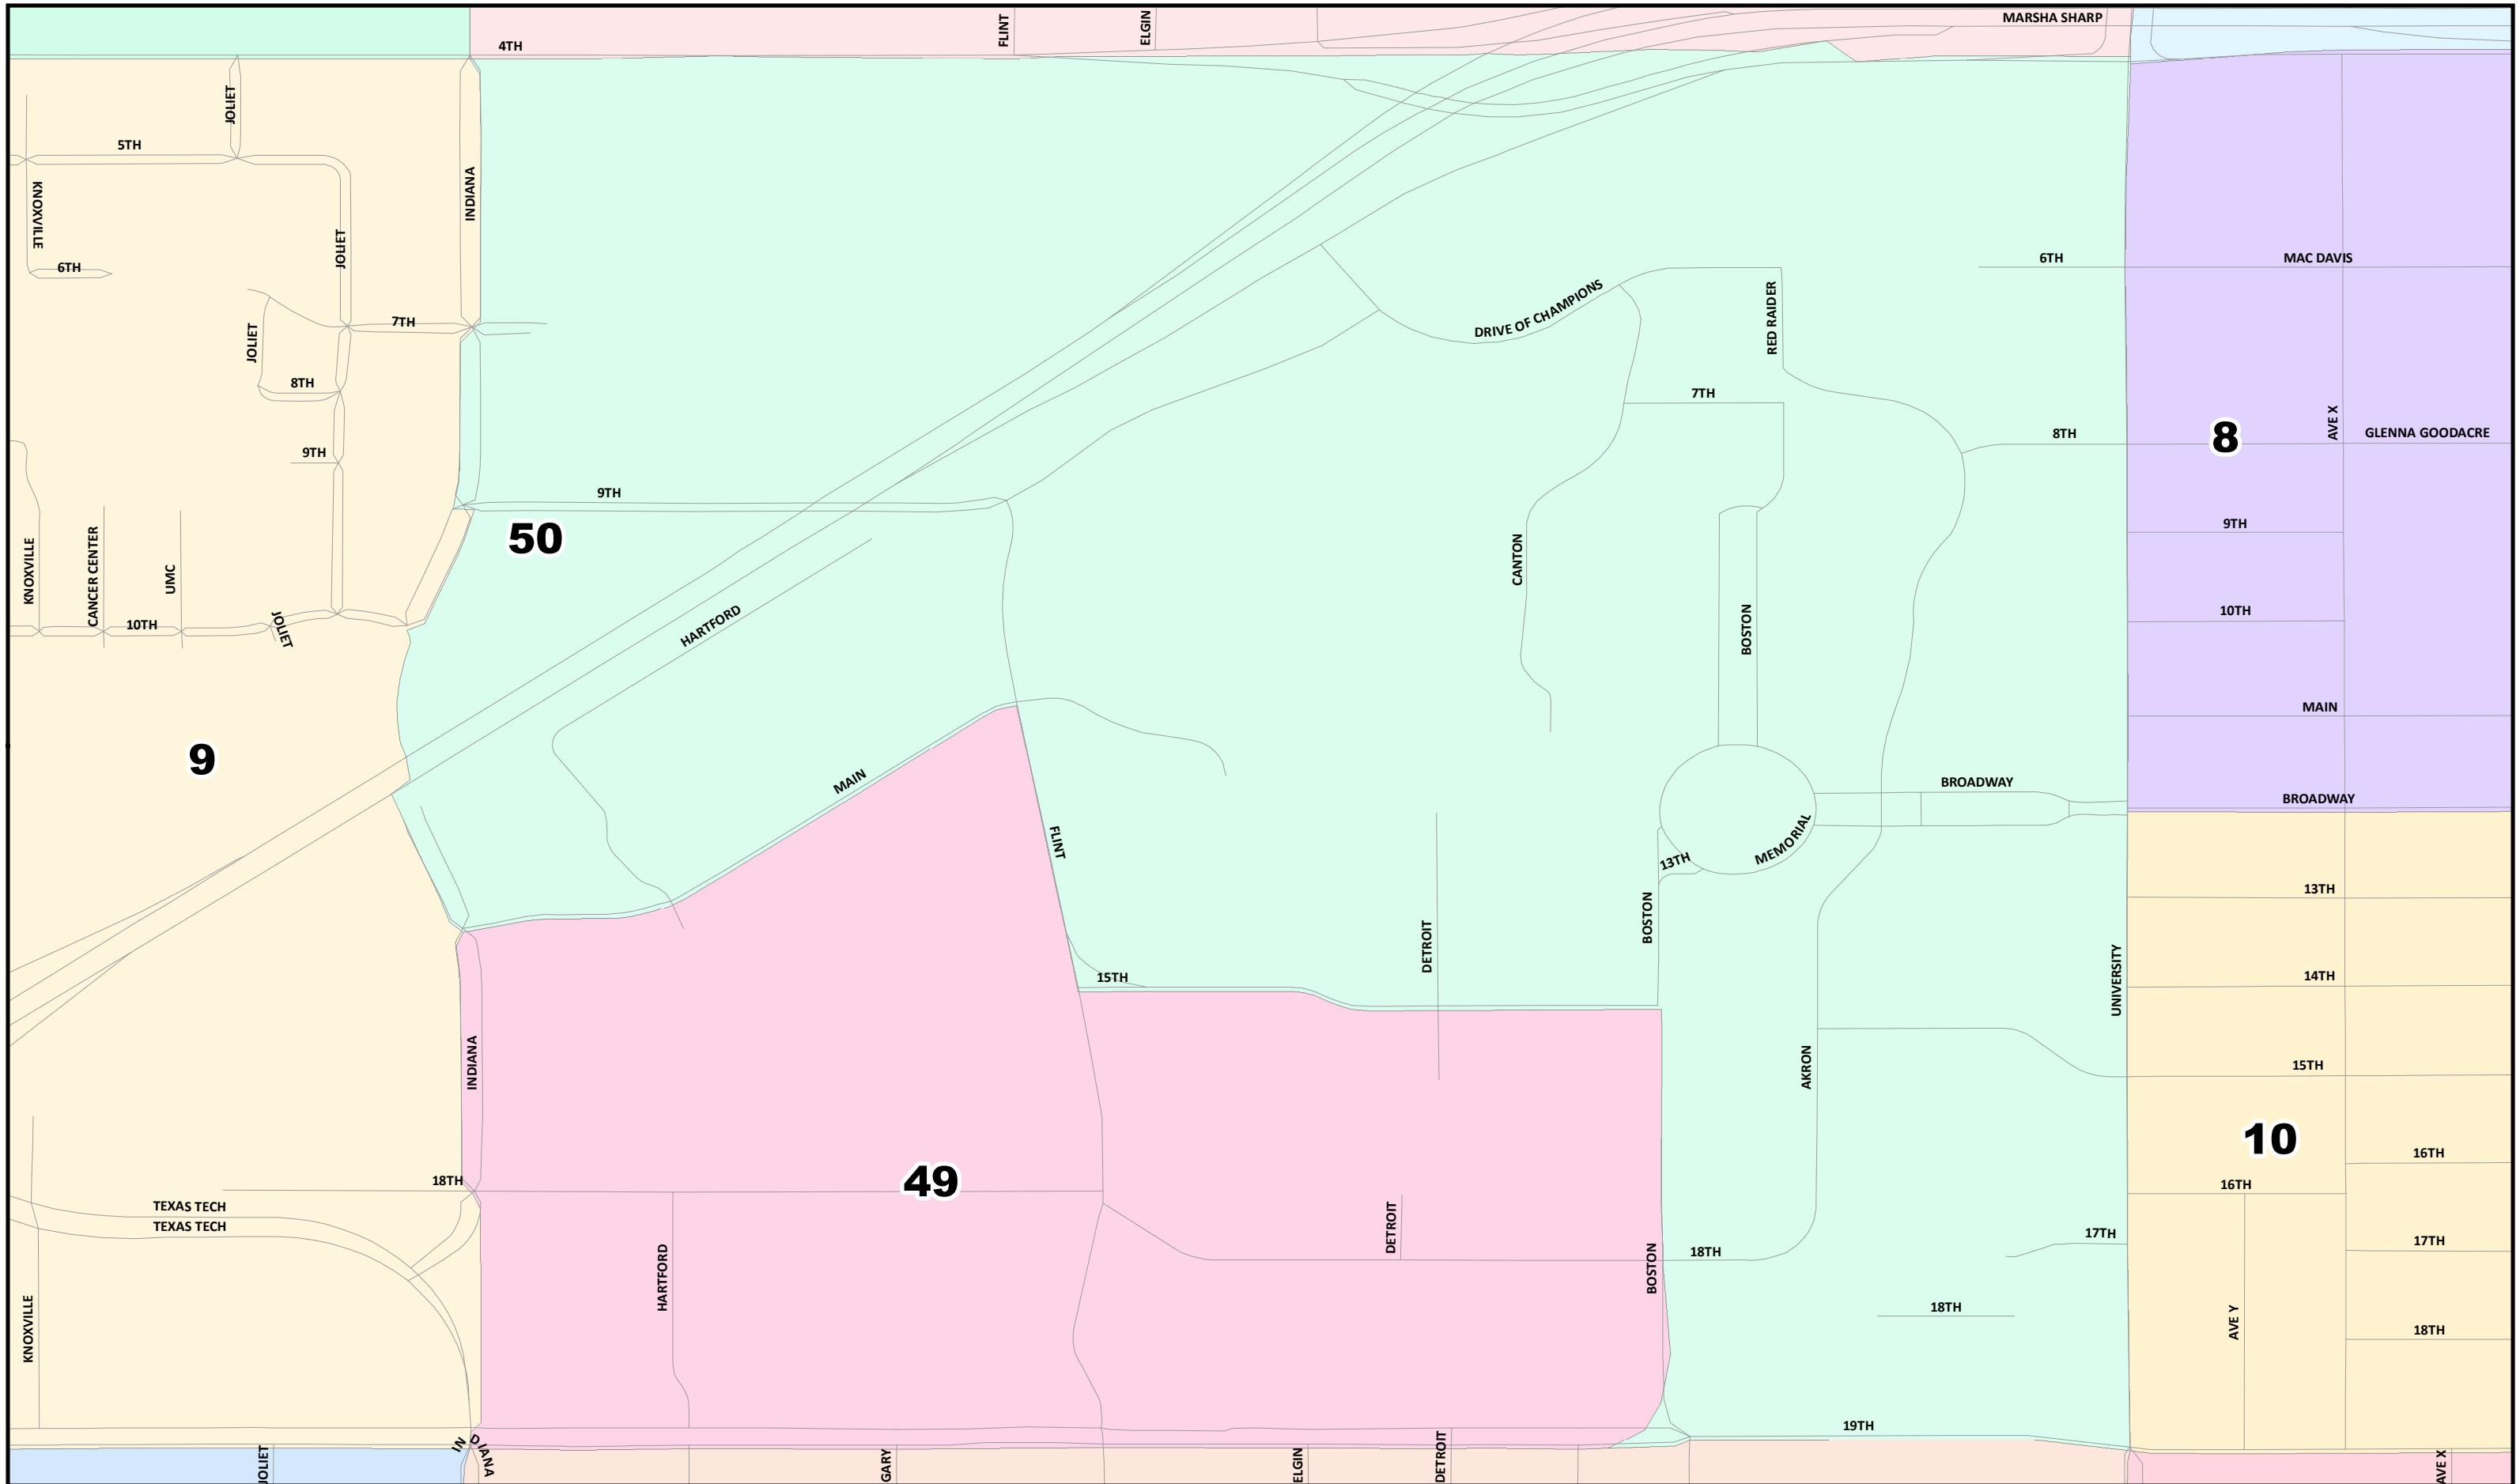 MARSHA SHARP
FLINT
ELGIN
4TH
JOLIET
5TH
KNOXVILLE
INDIANA
JOLIET
6TH
6TH
MAC DAVIS
DRIVE OF CHAMPIONS
RED RAIDER
7TH
JOLIET
8TH
7TH
AVE X
8TH
GLENNA GOODACRE
8
9TH
9TH
50
9TH
KNOXVILLE
CANCER CENTER
UMC
CANTON
10TH
JOLIET
HARTFORD
BOSTON
10TH
MAIN
9
MAIN
BROADWAY
BROADWAY
FLINT
MEMORIAL
13TH
13TH
BOSTON
DETROIT
15TH
UNIVERSITY
14TH
INDIANA
AKRON
15TH
10
16TH
18TH
49
16TH
TEXAS TECH
TEXAS TECH
DETROIT
17TH
17TH
HARTFORD
BOSTON
18TH
KNOXVILLE
18TH
AVE Y
18TH
19TH
INDIANA
JOLIET
GARY
ELGIN
DETROIT
AVE X